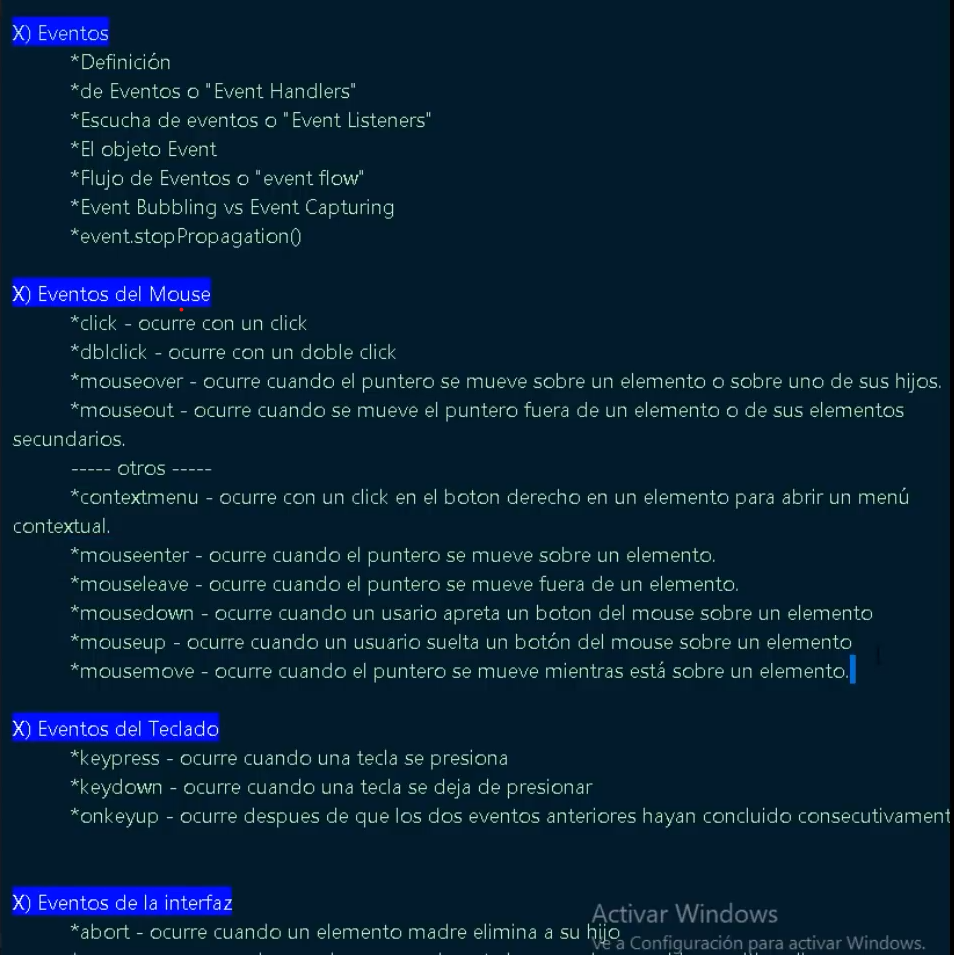 X) Eventos
*Definición
*de Eventos o "Event Handlers"
*Escucha de eventos o "Event Listeners"
*El objeto Event
*Flujo de Eventos o "event flow"
*Event Bubbling vs Event Capturing
*event.stopPropagation()
X) Eventos del Mouse
*click - ocurre con un click
*dblclick - ocurre con un doble click
*mouseover - ocurre cuando el puntero se mueve sobre un elemento o sobre uno de sus hijos.
*mouseout - ocurre cuando se mueve el puntero fuera de un elemento o de sus elementos
secundarios.
----- otros -----
*contextmenu - ocurre con un click en el boton derecho en un elemento para abrir un menú
contextual.
*mouseenter - ocurre cuando el puntero se mueve sobre un elemento.
*mouseleave - ocurre cuando el puntero se mueve fuera de un elemento.
*mousedown - ocurre cuando un usario apreta un boton del mouse sobre un elemento
*mouseup - ocurre cuando un usuario suelta un botón del mouse sobre un elemento
*mousemove - ocurre cuando el puntero se mueve mientras está sobre un elemento.
X) Eventos del Teclado
*keypress - ocurre cuando una tecla se presiona
*keydown - ocurre cuando una tecla se deja de presionar
*onkeyup - ocurre despues de que los dos eventos anteriores hayan concluido consecutivament
X) Eventos de la interfaz
Activar Windows
*abort - ocurre cuando un elemento madre elimina a su hijo
Ve a Configuración para activar Windows.